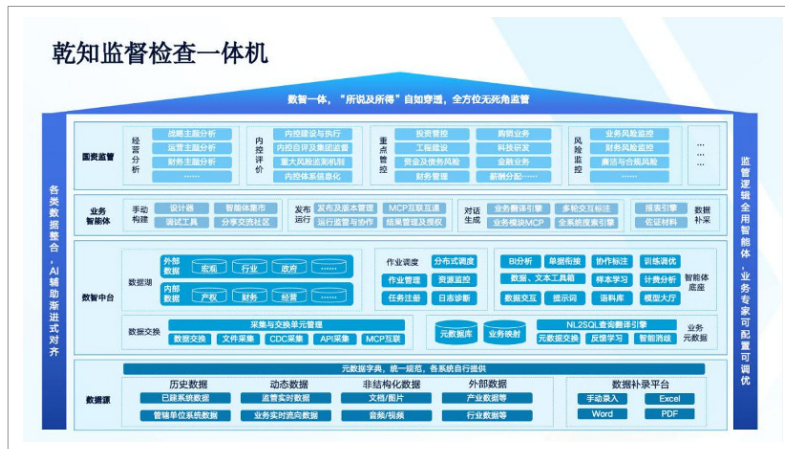 乾知监督检查一体机
数智一体，“所说及所得”自如穿透，全方位无死角监管
各类数据整合，AI辅助渐进式对齐
监管逻辑全用智能体，业务专家可配置可调优
国资监管
经营分析
战略主题分析
运营主题分析
财务主题分析
……
内控评价
内控建设与执行
内控自评及集团监督
重大风险监测机制
内控体系信息化
重点管控
投资管控
购销业务
工程建设
科技研发
资金及债务风险
金融业务
财务管理
薪酬分配……
风险监控
业务风险监控
财务风险监控
廉洁与合规风险
……
……
业务智能体
手动构建
设计器
智能体集市
调试工具
分享交流社区
发布运行
发布及版本管理
MCP互联互通
运行监管与协作
结果管理及授权
对话生成
业务翻译引擎
多轮交互标注
业务模块MCP
全系统搜索引擎
报表引擎
佐证材料
数据补采
数智中台
数据湖
外部数据
宏观
行业
政府
……
内部数据
产权
财务
经营
……
作业调度
分布式调度
作业管理
资源监控
任务注册
日志诊断
BI分析
单据衔接
协作标注
训练调优
数据、文本工具箱
样本学习
计费分析
数据交互
提示词
语料库
模型大厅
智能体底座
数据交换
采集与交换单元管理
数据交换
文件采集
CDC采集
API采集
MCP互联
元数据库
业务映射
NL2SQL查询翻译引擎
元数据交换
反馈学习
智能消歧
业务元数据
数据源
元数据字典，统一规范，各系统自行提供
历史数据
已建系统数据
管辖单位系统数据
动态数据
监管实时数据
业务实时流向数据
非结构化数据
文档/图片
音频/视频
外部数据
产业数据等
行业数据等
数据补录平台
手动录入
Excel
Word
PDF